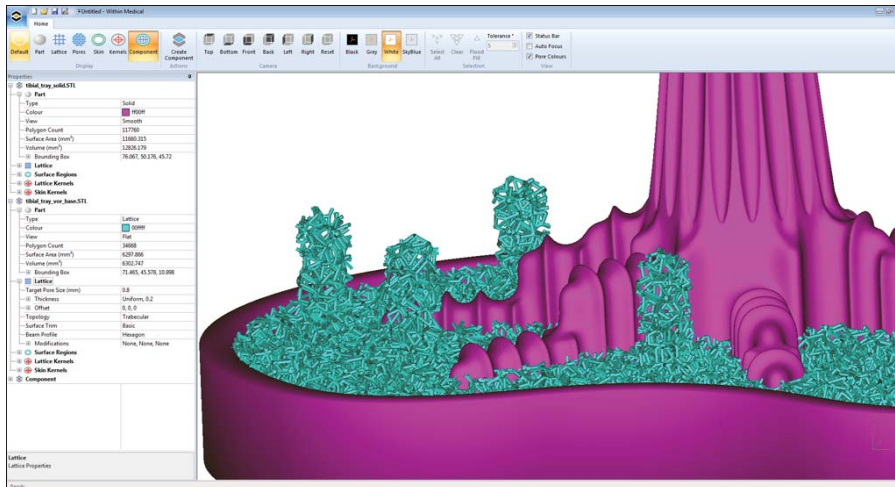 Untitled - Within Medical
Home
Default Part Lattice Pores Skin Kernels Component
Display
Create Component
Actions
Top Bottom Front Back Left Right Reset
Camera
Black Grey White SkyBlue
Background
Select All Clear Flood Fill
Tolerance *
5
Selection
Status Bar
Auto Focus
Pore Colours
View
Properties
tibial_tray_solid.STL
Part
Type Solid
Colour ff00ff
View Smooth
Polygon Count 117760
Surface Area (mm²) 11660.315
Volume (mm³) 12826.179
Bounding Box 76.067, 50.176, 45.72
Lattice
Surface Regions
Lattice Kernels
Skin Kernels
tibial_tray_vor_base.STL
Part
Type Lattice
Colour 00ffff
View Flat
Polygon Count 34668
Surface Area (mm²) 6297.866
Volume (mm³) 6302.747
Bounding Box 71.465, 45.578, 10.998
Lattice
Target Pore Size (mm) 0.8
Thickness Uniform, 0.2
Offset 0, 0, 0
Topology Trabecular
Surface Trim Basic
Beam Profile Hexagon
Modifications None, None, None
Surface Regions
Lattice Kernels
Skin Kernels
Component
Lattice
Lattice Properties
Ready